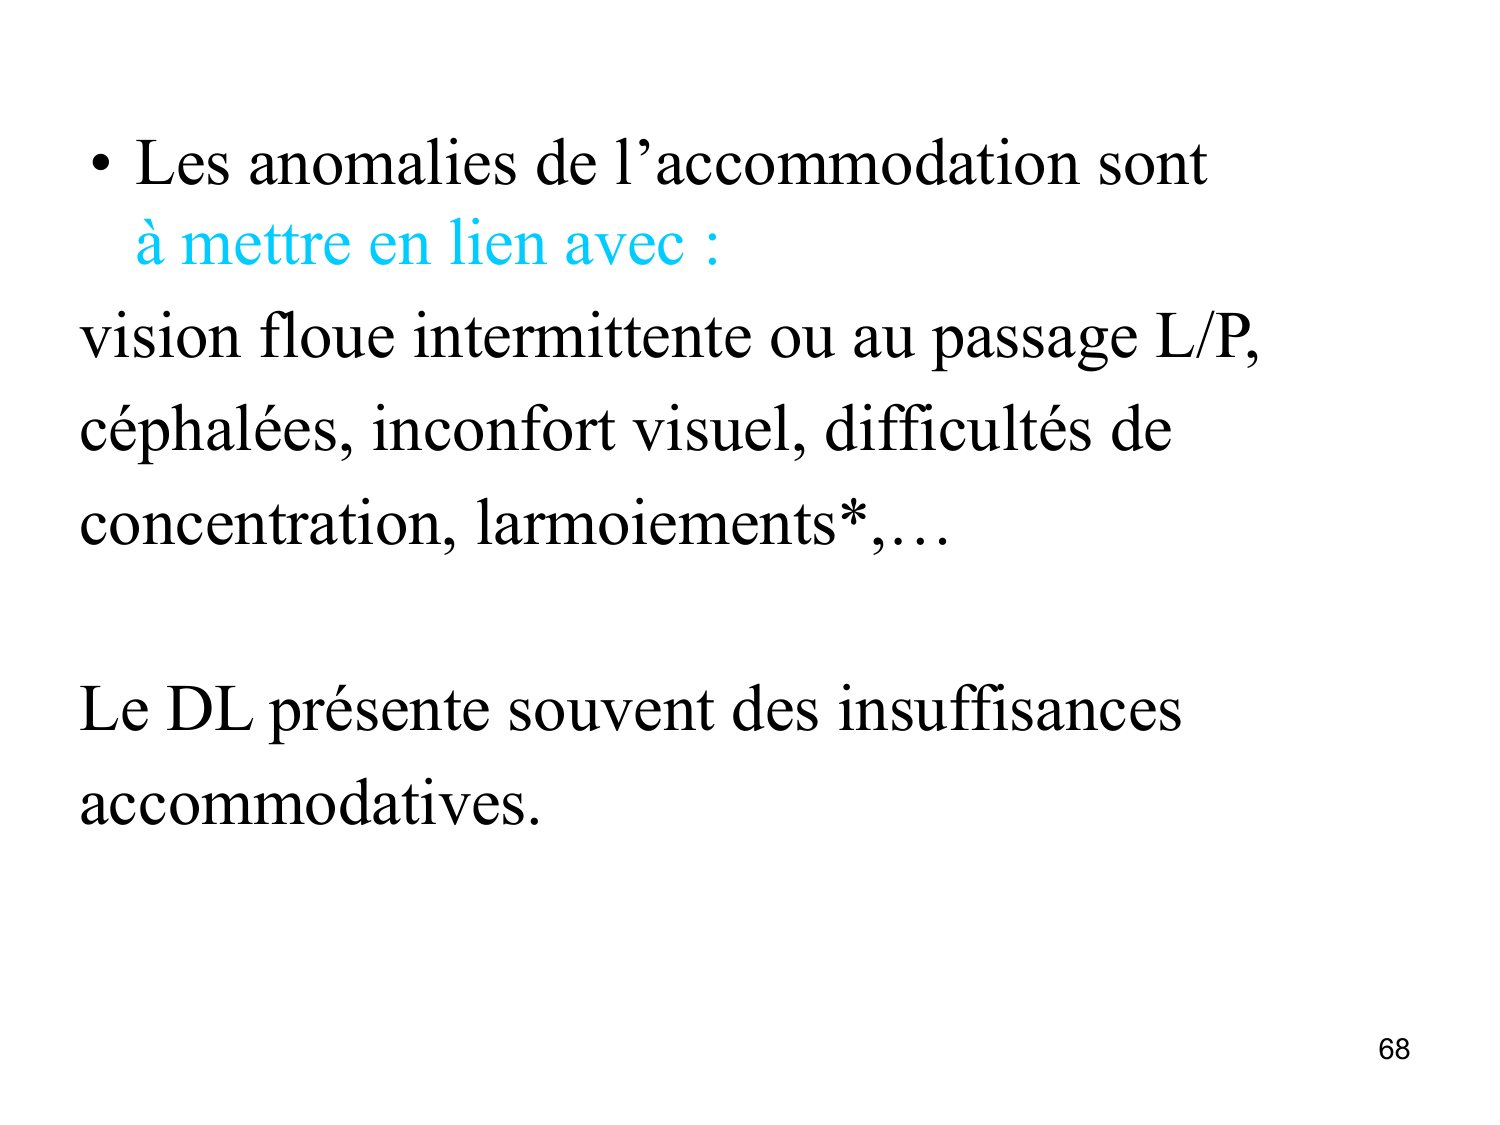 • Les anomalies de l’accommodation sont
à mettre en lien avec :
vision floue intermittente ou au passage L/P,
céphalées, inconfort visuel, difficultés de
concentration, larmoiements*,…
Le DL présente souvent des insuffisances
accommodatives.
68